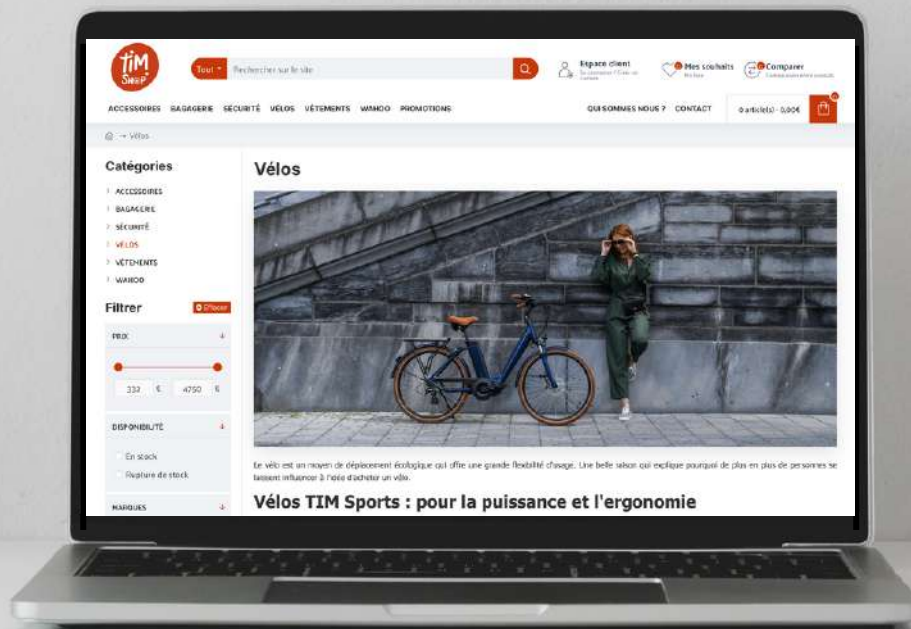 TiM
SHOP
Tout
Rechercher sur le site
Espace client
Mes souhaits
Comparer
ACCESSOIRES BAGAGERIE SÉCURITÉ VÉLOS VÊTEMENTS WAHOO PROMOTIONS
QUI SOMMES NOUS ? CONTACT
0 article(s) - 0,00€
→ Vélos
Catégories
ACCESSOIRES
BAGAGERIE
SÉCURITÉ
VÉLOS
VÊTEMENTS
WAHOO
Filtrer
Effacer
PRIX
332 € 4750 €
DISPONIBILITÉ
En stock
Rupture de stock
MARQUES
Vélos
Le vélo est un moyen de déplacement écologique qui offre une grande flexibilité d'usage. Une belle saison qui explique pourquoi de plus en plus de personnes se
laissent influencer à l'idée d'acheter un vélo.
Vélos TIM Sports : pour la puissance et l'ergonomie